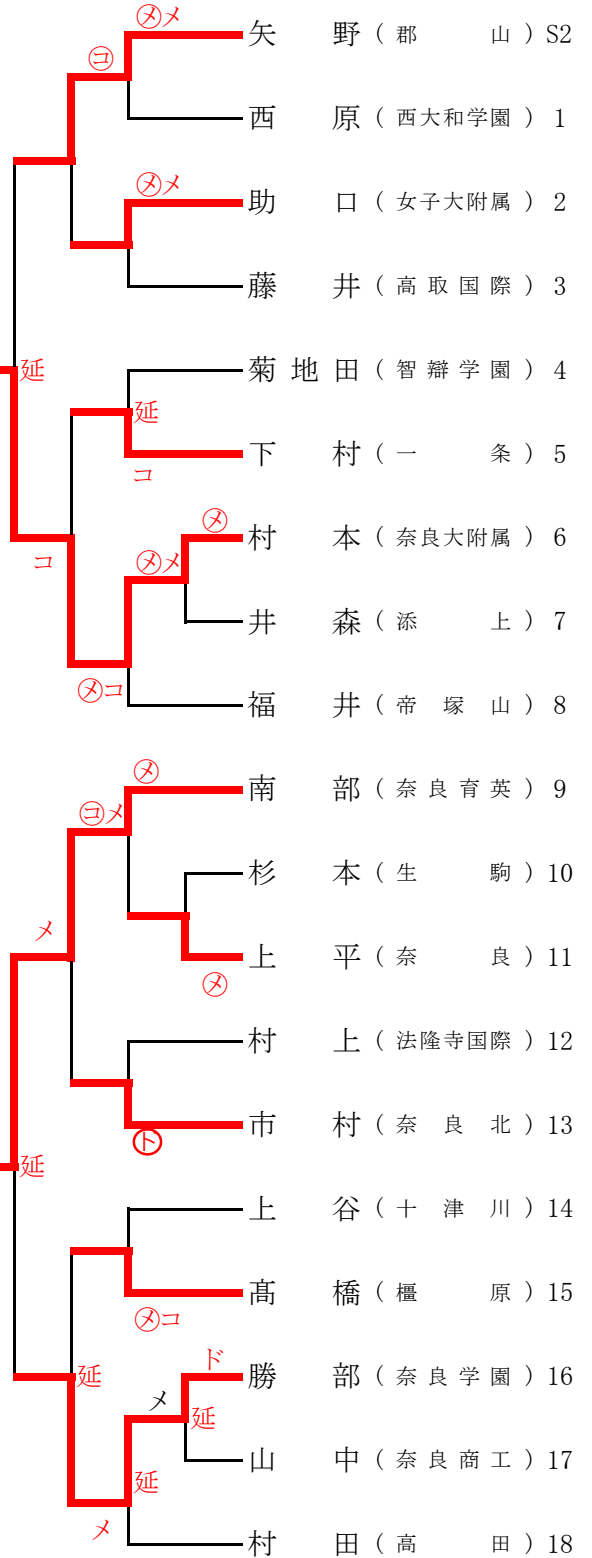 ㋱メ
矢野（郡山）S2
㋙
西原（西大和学園）1
㋱メ
助口（女子大附属）2
藤井（高取国際）3
延
菊地田（智辯学園）4
延
下村（一条）5
コ
㋱
村本（奈良大附属）6
コ
㋱メ
井森（添上）7
㋱コ
福井（帝塚山）8
㋱
南部（奈良育英）9
㋙メ
杉本（生駒）10
メ
上平（奈良）11
㋱
村上（法隆寺国際）12
市村（奈良北）13
㋣
延
上谷（十津川）14
髙橋（橿原）15
㋱コ
ド
勝部（奈良学園）16
延
メ
延
山中（奈良商工）17
延
メ
村田（高田）18